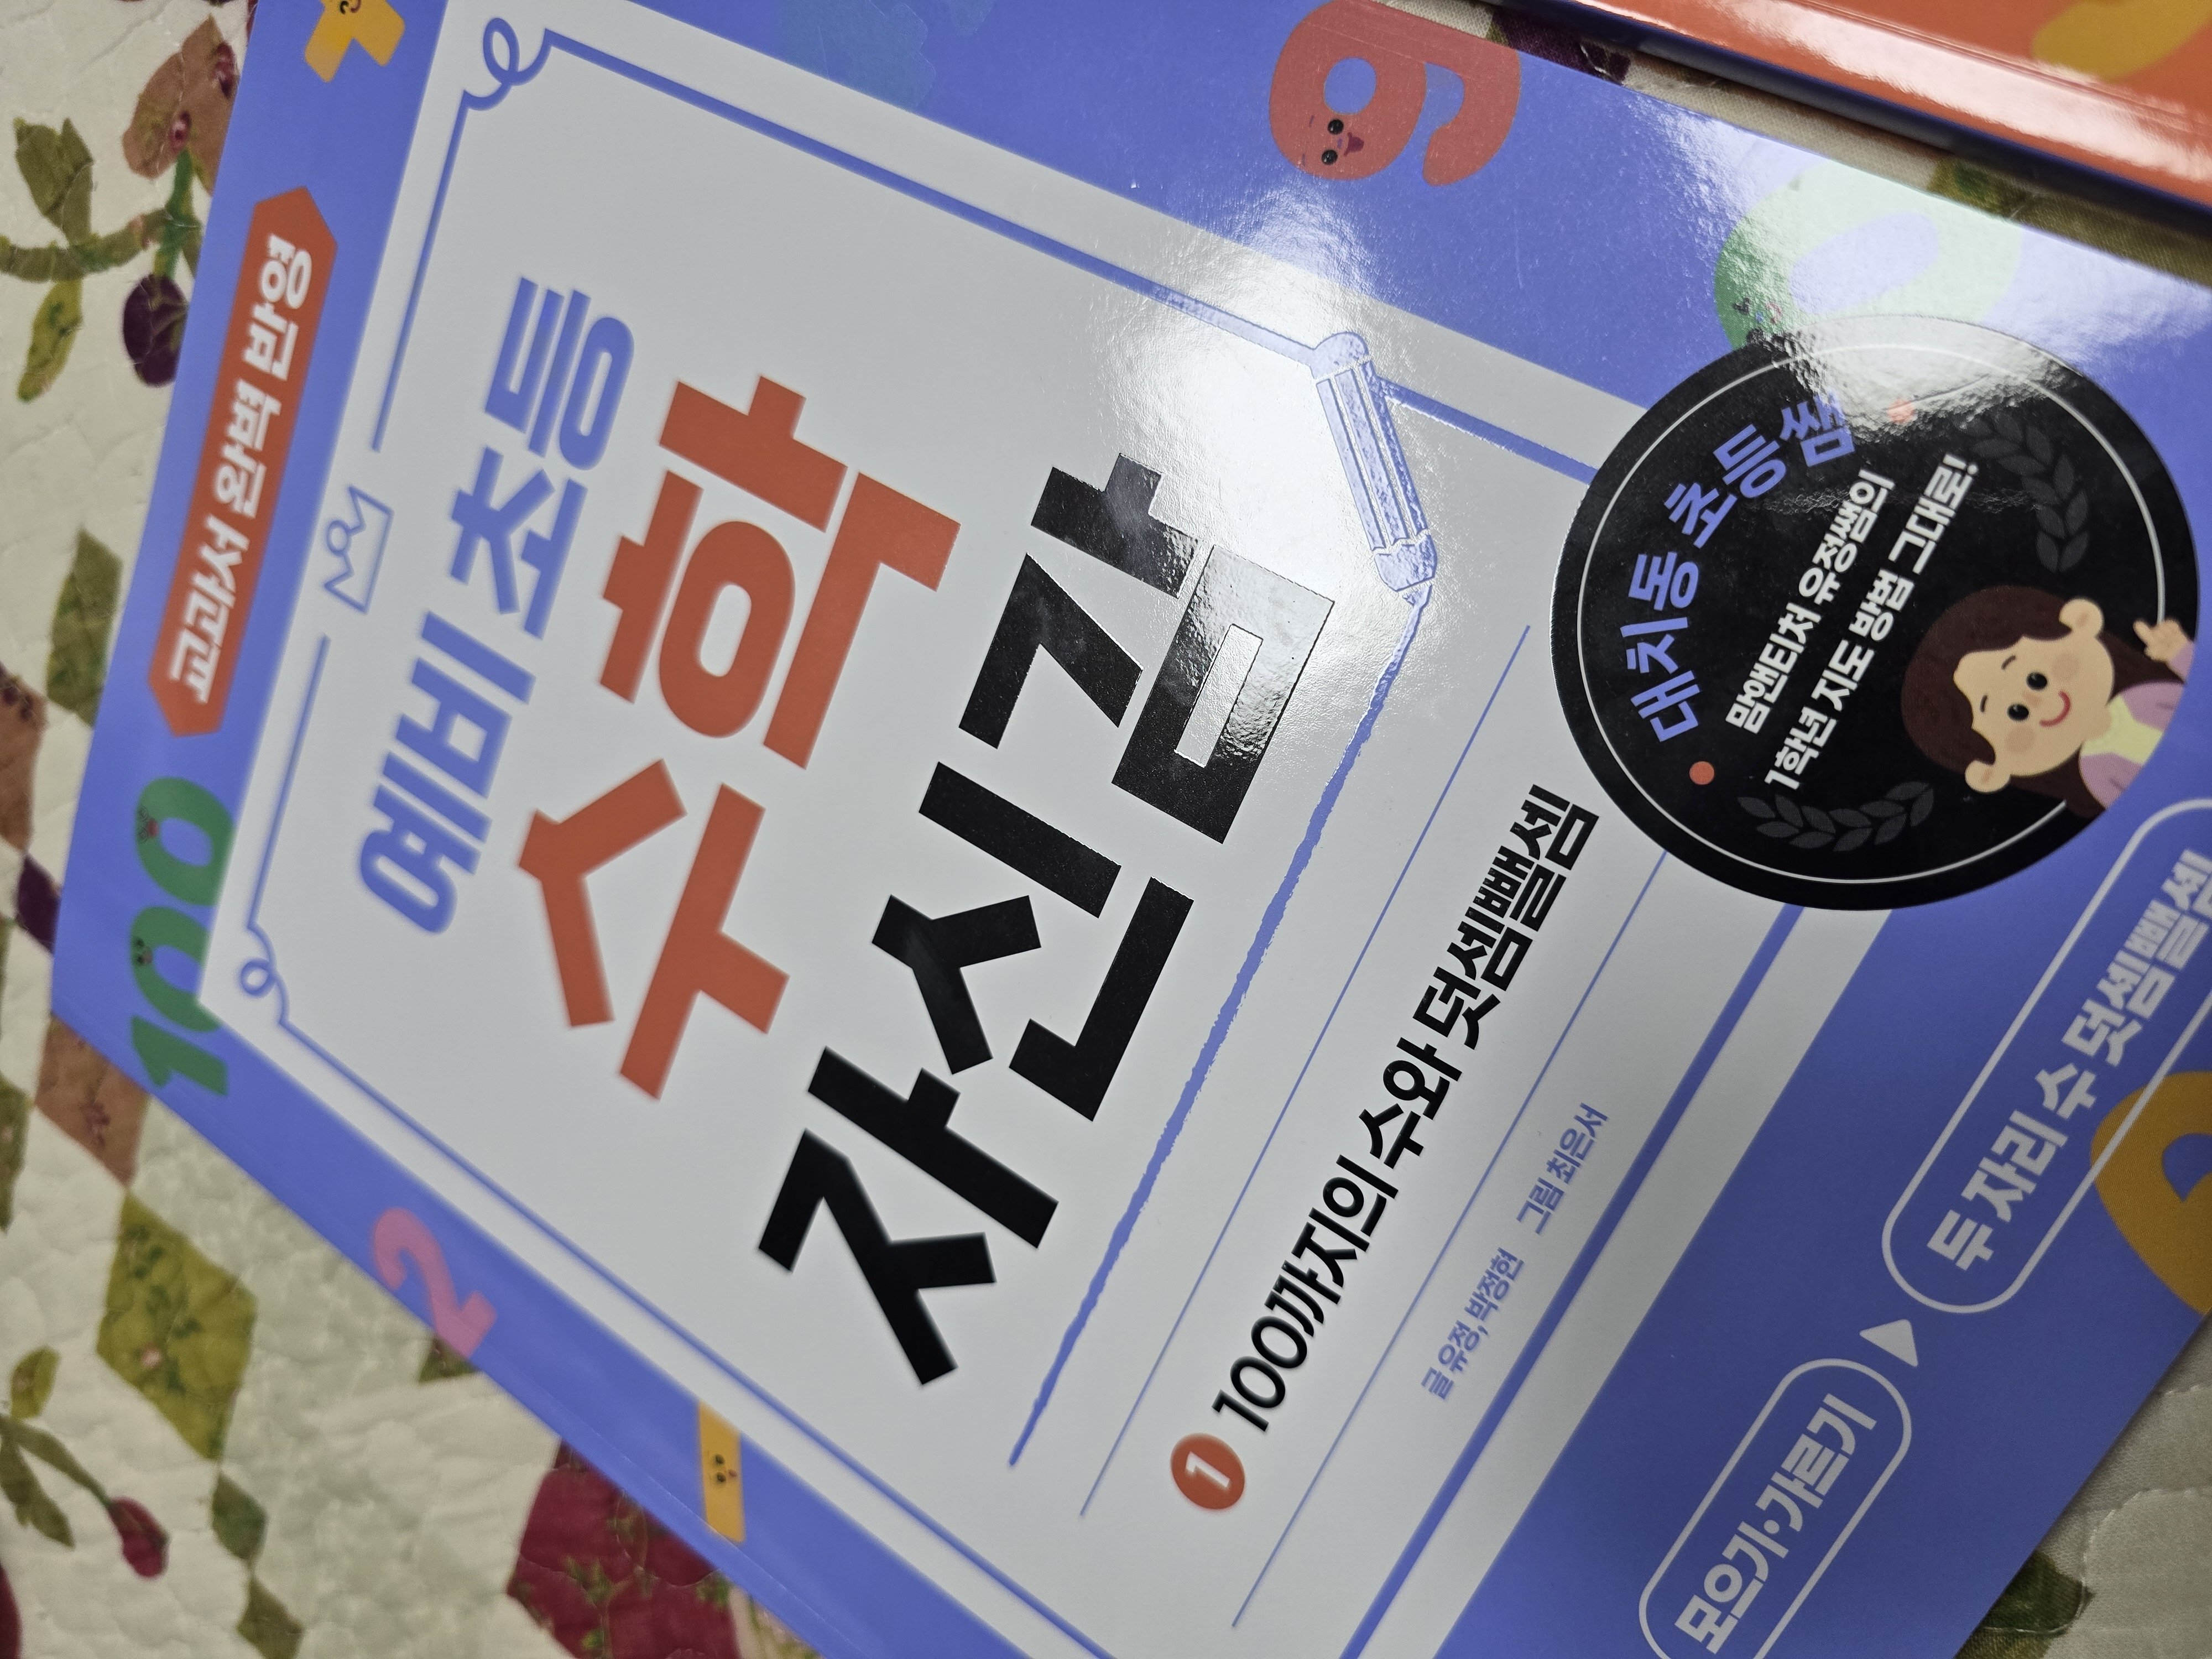 교과서 완벽 반영
예비 초등
수학
자신감
1 100까지의 수와 덧셈뺄셈
글 유정, 박정현 그림 최은서
대치동 초등쌤
맘앤티처 유정쌤의
1학년 지도 방법 그대로!
모으기·가르기 ▶ 두 자리 수 덧셈뺄셈
100
2
9
0